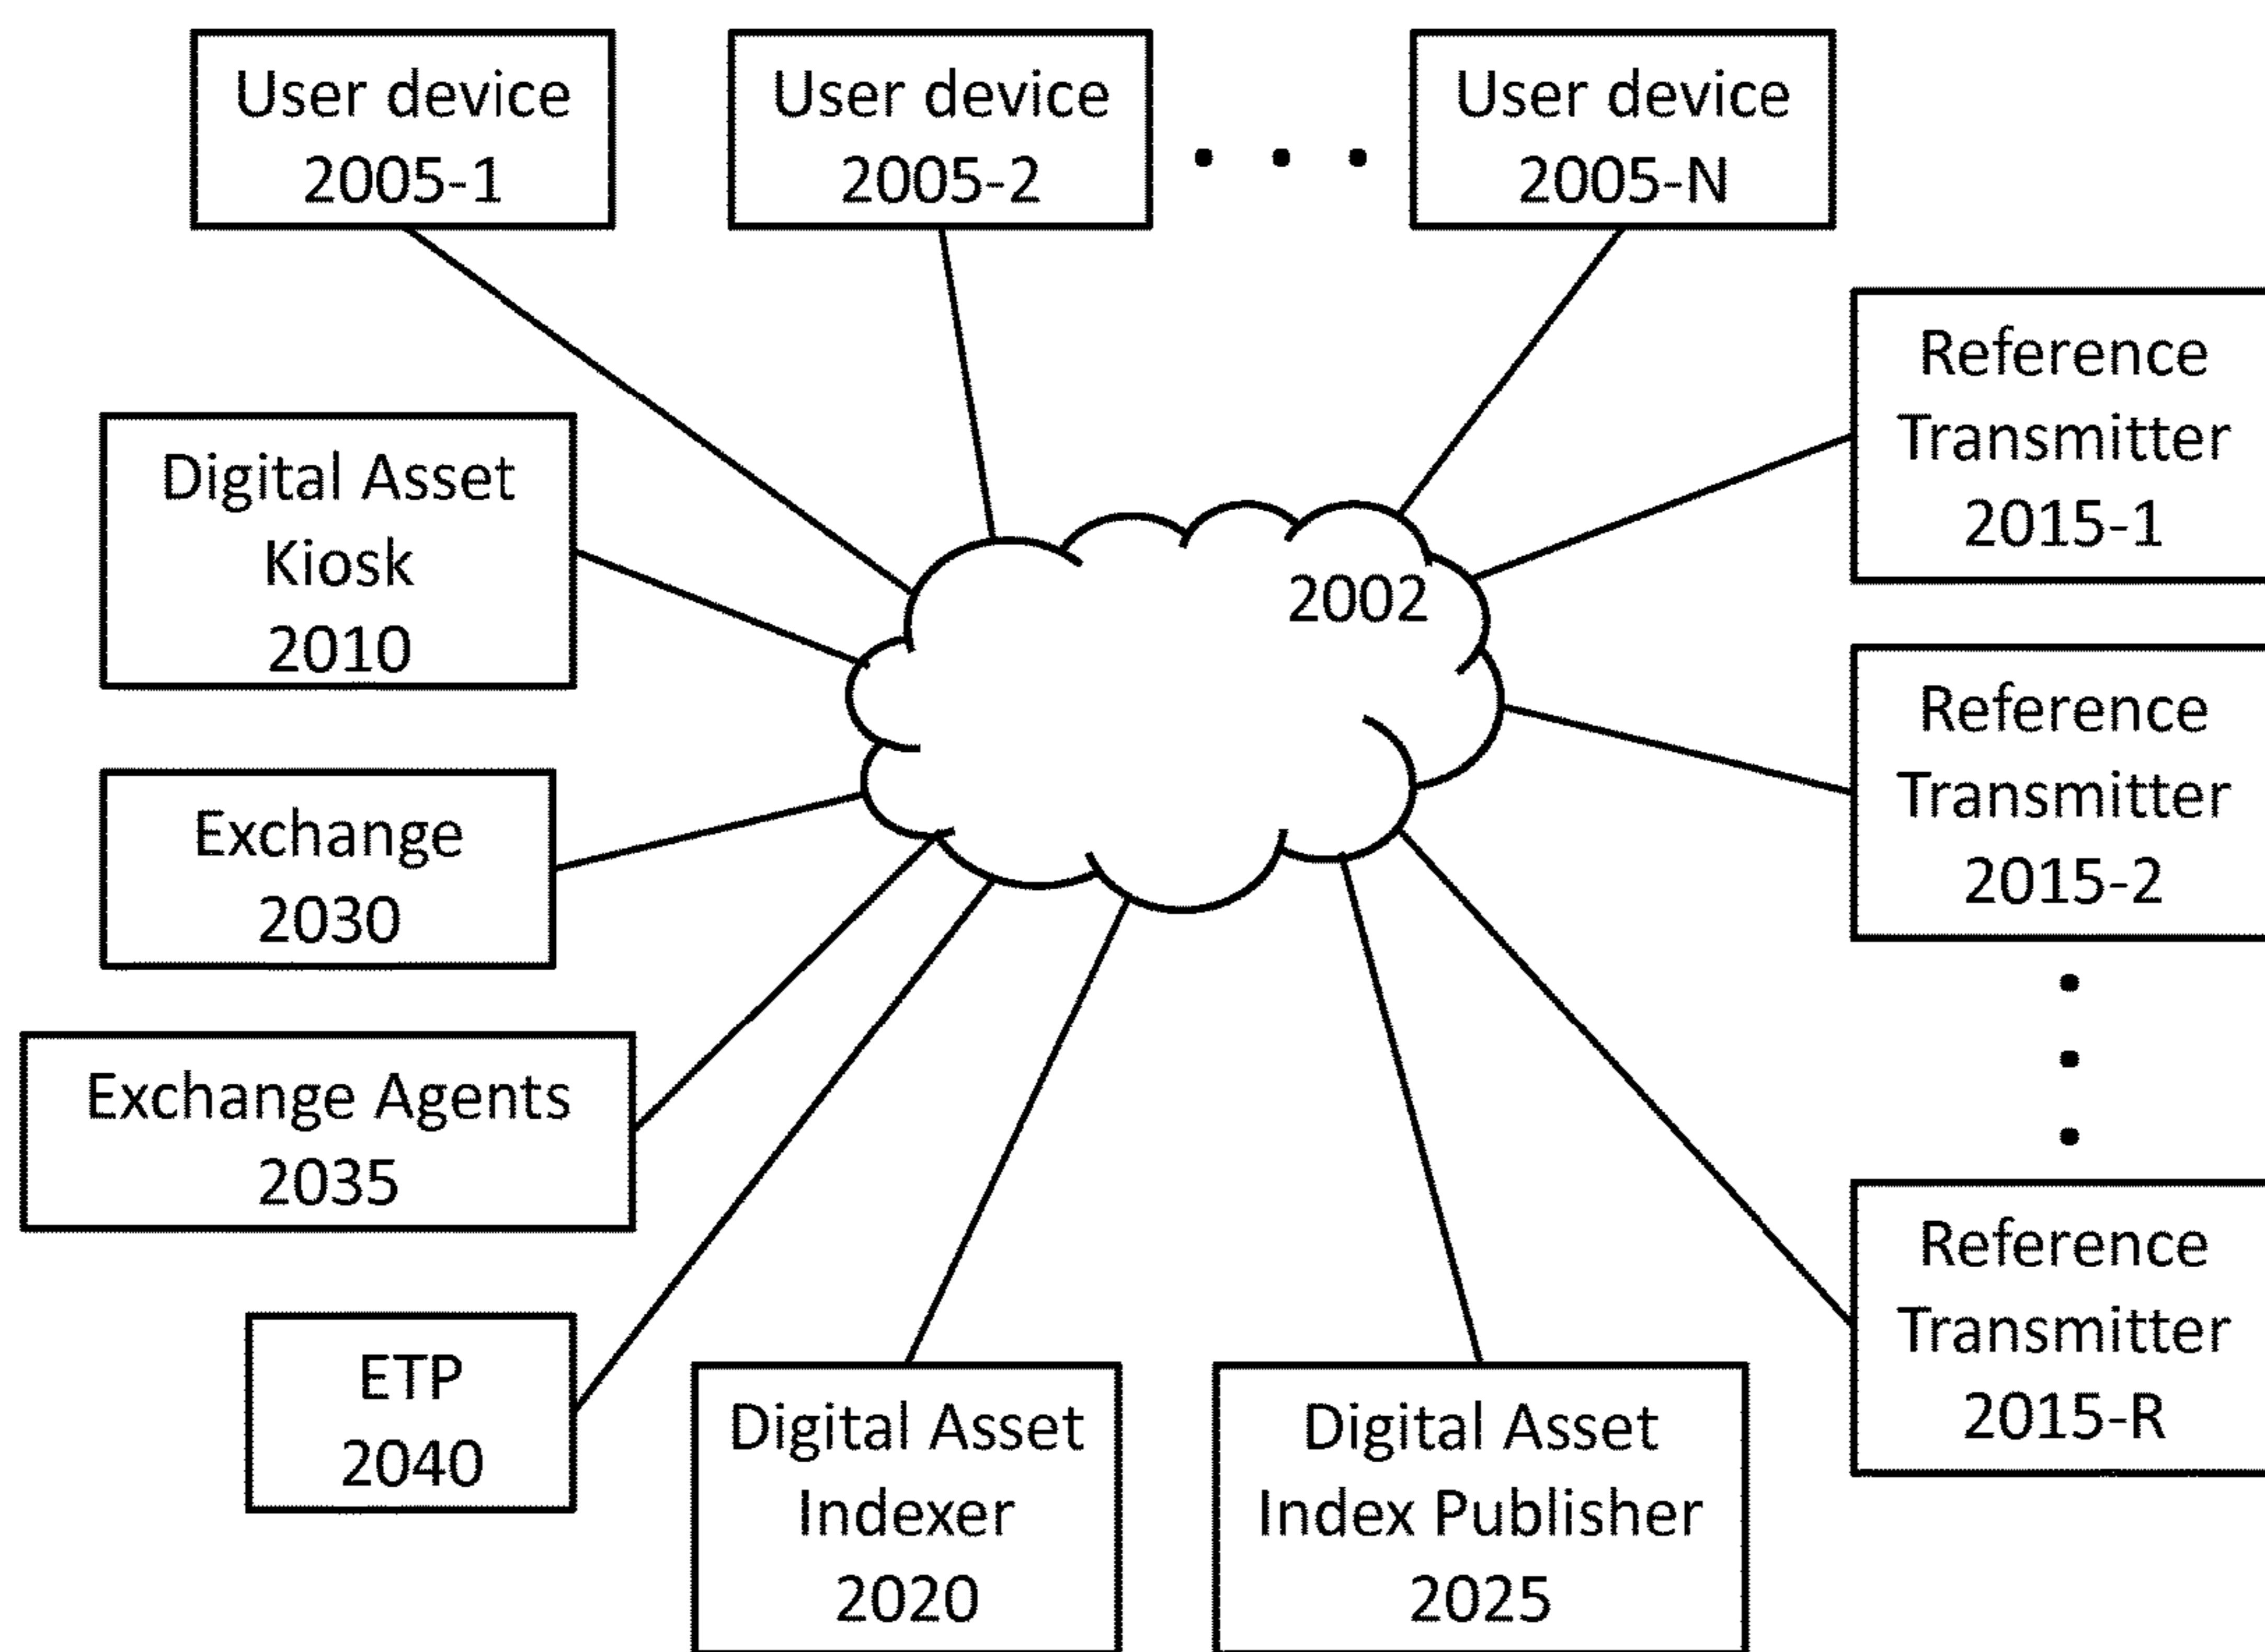 User device
2005-1
User device
2005-2
User device
2005-N
Reference
Transmitter
2015-1
Digital Asset
Kiosk
2010
2002
Reference
Transmitter
2015-2
Exchange
2030
Exchange Agents
2035
Reference
Transmitter
2015-R
ETP
2040
Digital Asset
Indexer
2020
Digital Asset
Index Publisher
2025